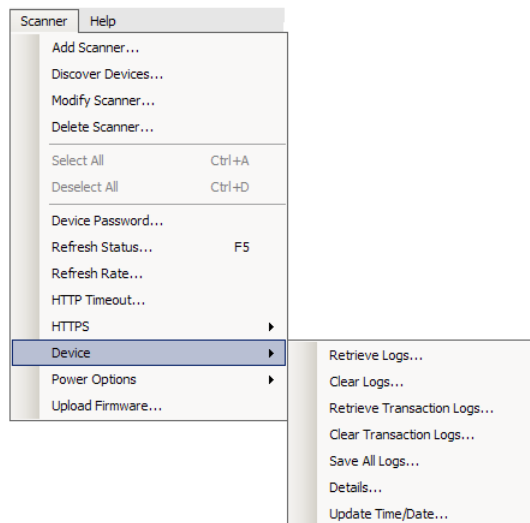 Scanner Help
Add Scanner...
Discover Devices...
Modify Scanner...
Delete Scanner...
Select All Ctrl+A
Deselect All Ctrl+D
Device Password...
Refresh Status... F5
Refresh Rate...
HTTP Timeout...
HTTPS
Device
Power Options
Upload Firmware...
Retrieve Logs...
Clear Logs...
Retrieve Transaction Logs...
Clear Transaction Logs...
Save All Logs...
Details...
Update Time/Date...